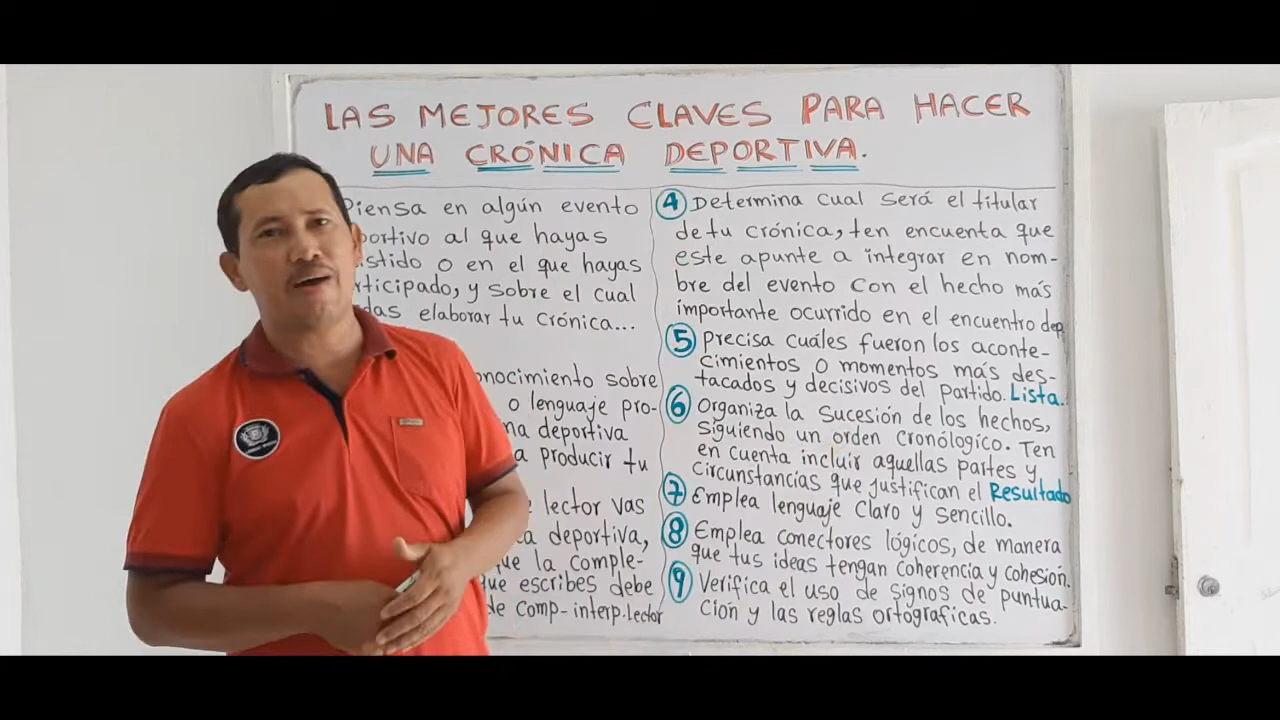 LAS MEJORES CLAVES PARA HACER
UNA CRÓNICA DEPORTIVA.
Piensa en algún evento
portivo al que hayas
stido o en el que hayas
rticipado, y sobre el cual
das elaborar tu crónica...
onocimiento sobre
o lenguaje pro-
na deportiva
a producir tu
e lector vas
ca deportiva,
ue la comple-
que escribes debe
de comp-interp.lector
4 Determina cual será el titular
de tu crónica, ten encuenta que
este apunte a integrar en nom-
bre del evento con el hecho más
importante ocurrido en el encuentro dep.
5 Precisa cuáles fueron los aconte-
cimientos o momentos más des-
tacados y decisivos del partido. Lista.
6 Organiza la sucesión de los hechos,
siguiendo un orden cronológico. Ten
en cuenta incluir aquellas partes y
circunstancias que justifican el Resultado
7 Emplea lenguaje claro y sencillo.
8 Emplea conectores lógicos, de manera
que tus ideas tengan coherencia y cohesión.
9 Verifica el uso de signos de puntua-
ción y las reglas ortograficas.